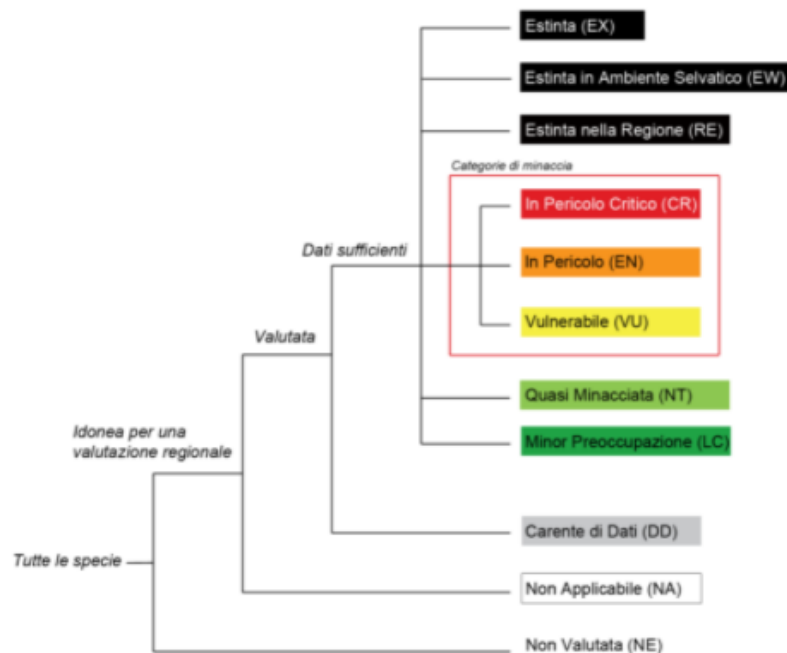 Estinta (EX)
Estinta in Ambiente Selvatico (EW)
Estinta nella Regione (RE)
Categorie di minaccia
In Pericolo Critico (CR)
Dati sufficienti
In Pericolo (EN)
Vulnerabile (VU)
Valutata
Quasi Minacciata (NT)
Idonea per una
valutazione regionale
Minor Preoccupazione (LC)
Carente di Dati (DD)
Tutte le specie
Non Applicabile (NA)
Non Valutata (NE)